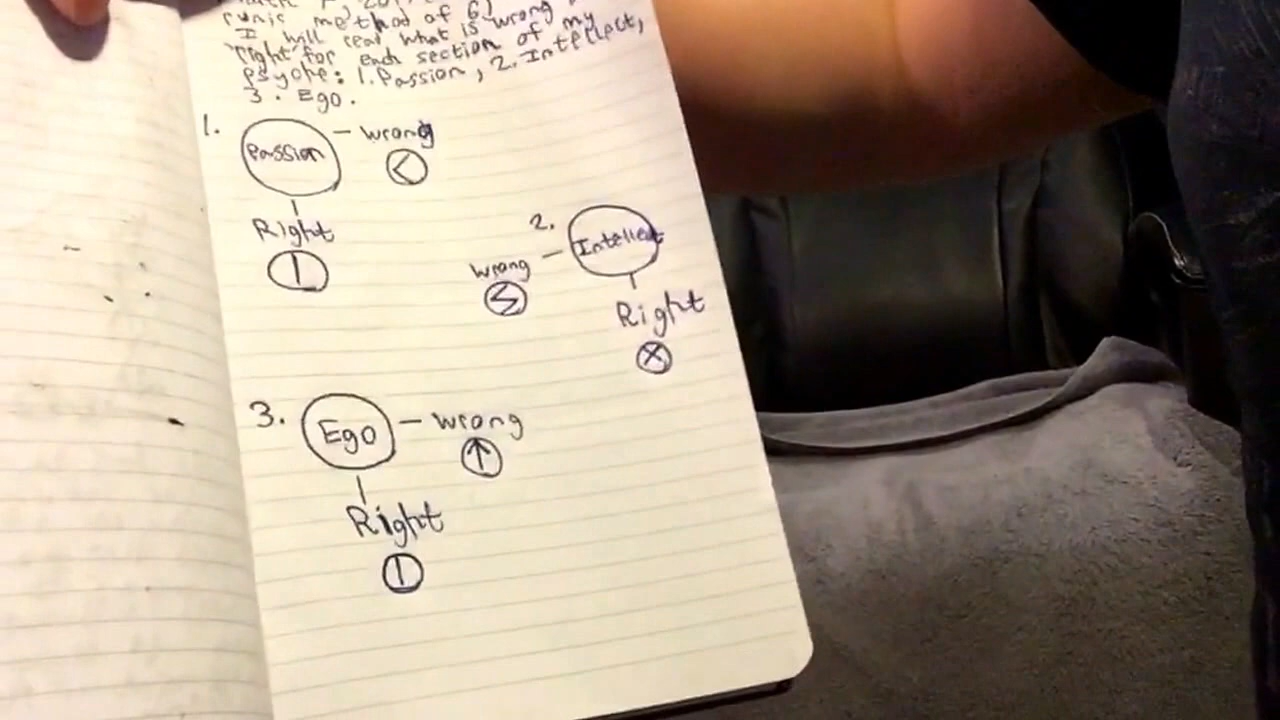 runic method of 6)
I will read what is wrong
right for each section of my
psyche: 1. Passion, 2. Intellect,
3. Ego.
1. Passion – Wrong
Right
2. Intellect
Wrong
Right
3. Ego – Wrong
Right